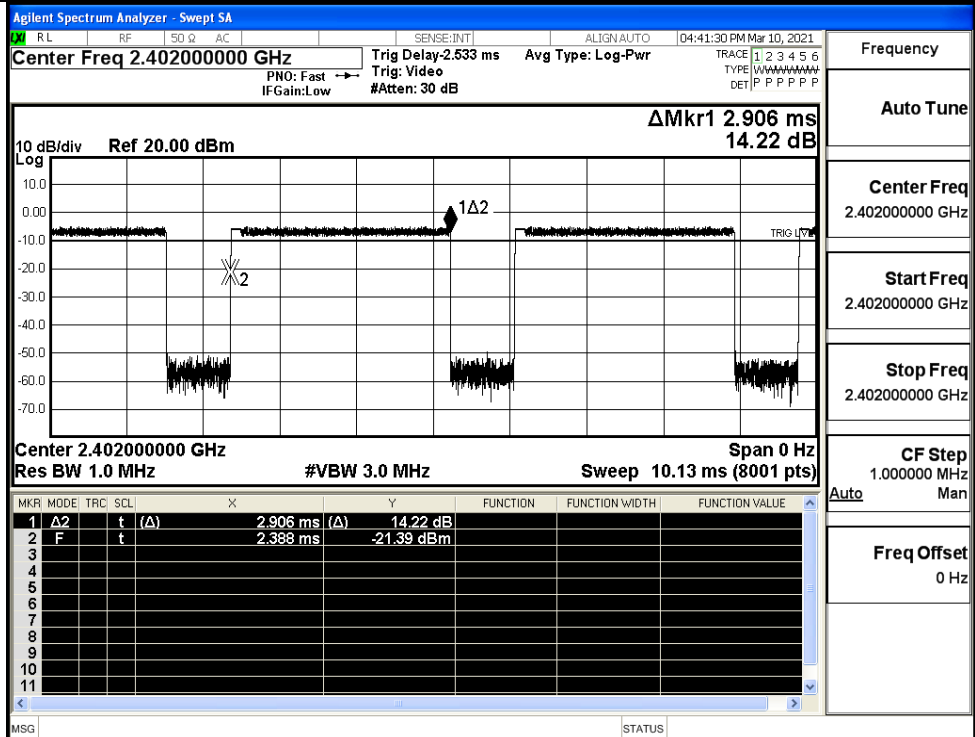 Agilent Spectrum Analyzer - Swept SA
LXI RL RF 50 Ω AC SENSE:INT ALIGN AUTO 04:41:30 PM Mar 10, 2021
Center Freq 2.402000000 GHz
PNO: Fast
IFGain:Low
Trig Delay-2.533 ms
Trig: Video
#Atten: 30 dB
Avg Type: Log-Pwr
TRACE 1 2 3 4 5 6
TYPE WWWWWW
DET P P P P P P
ΔMkr1 2.906 ms
14.22 dB
10 dB/div Ref 20.00 dBm
Log
10.0
0.00
-10.0
-20.0
-30.0
-40.0
-50.0
-60.0
-70.0
1Δ2
2
TRIG LVL
Center 2.402000000 GHz Span 0 Hz
Res BW 1.0 MHz #VBW 3.0 MHz Sweep 10.13 ms (8001 pts)
MKR MODE TRC SCL X Y FUNCTION FUNCTION WIDTH FUNCTION VALUE
1 Δ2 t (Δ) 2.906 ms (Δ) 14.22 dB
2 F t 2.388 ms -21.39 dBm
3
4
5
6
7
8
9
10
11
MSG STATUS
Frequency
Auto Tune
Center Freq
2.402000000 GHz
Start Freq
2.402000000 GHz
Stop Freq
2.402000000 GHz
CF Step
1.000000 MHz
Auto Man
Freq Offset
0 Hz